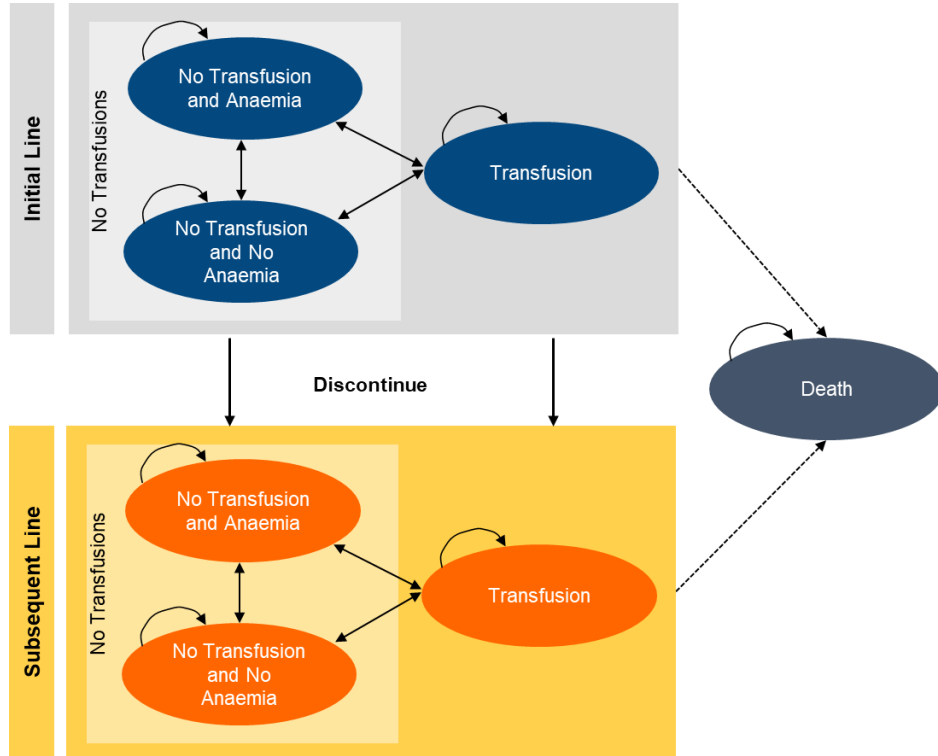 Initial Line
No Transfusions
No Transfusion
and Anaemia
Transfusion
No Transfusion
and No
Anaemia
Discontinue
Death
Subsequent Line
No Transfusions
No Transfusion
and Anaemia
Transfusion
No Transfusion
and No
Anaemia